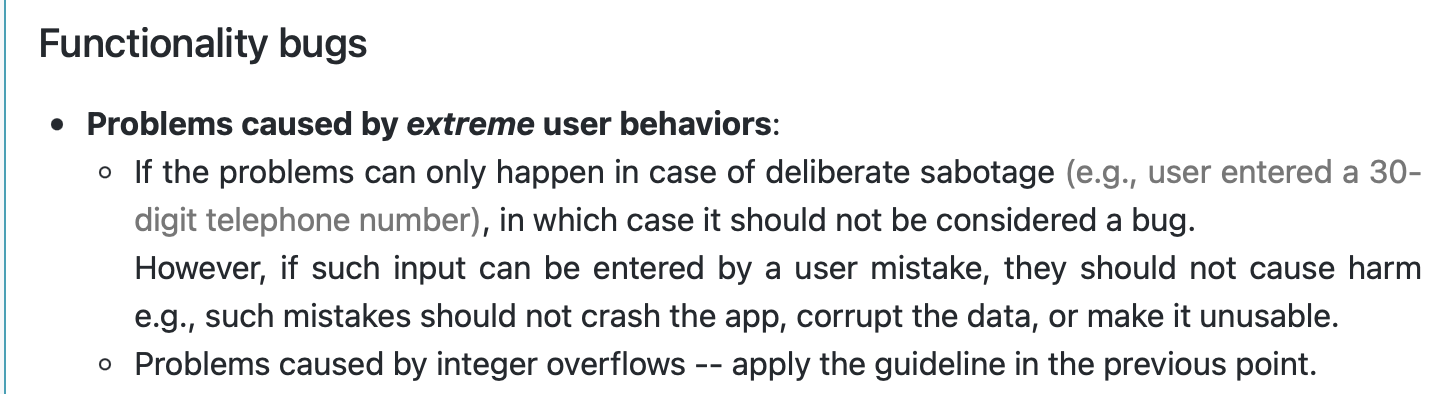 Functionality bugs
• Problems caused by extreme user behaviors:
◦ If the problems can only happen in case of deliberate sabotage (e.g., user entered a 30-
digit telephone number), in which case it should not be considered a bug.
However, if such input can be entered by a user mistake, they should not cause harm
e.g., such mistakes should not crash the app, corrupt the data, or make it unusable.
◦ Problems caused by integer overflows -- apply the guideline in the previous point.